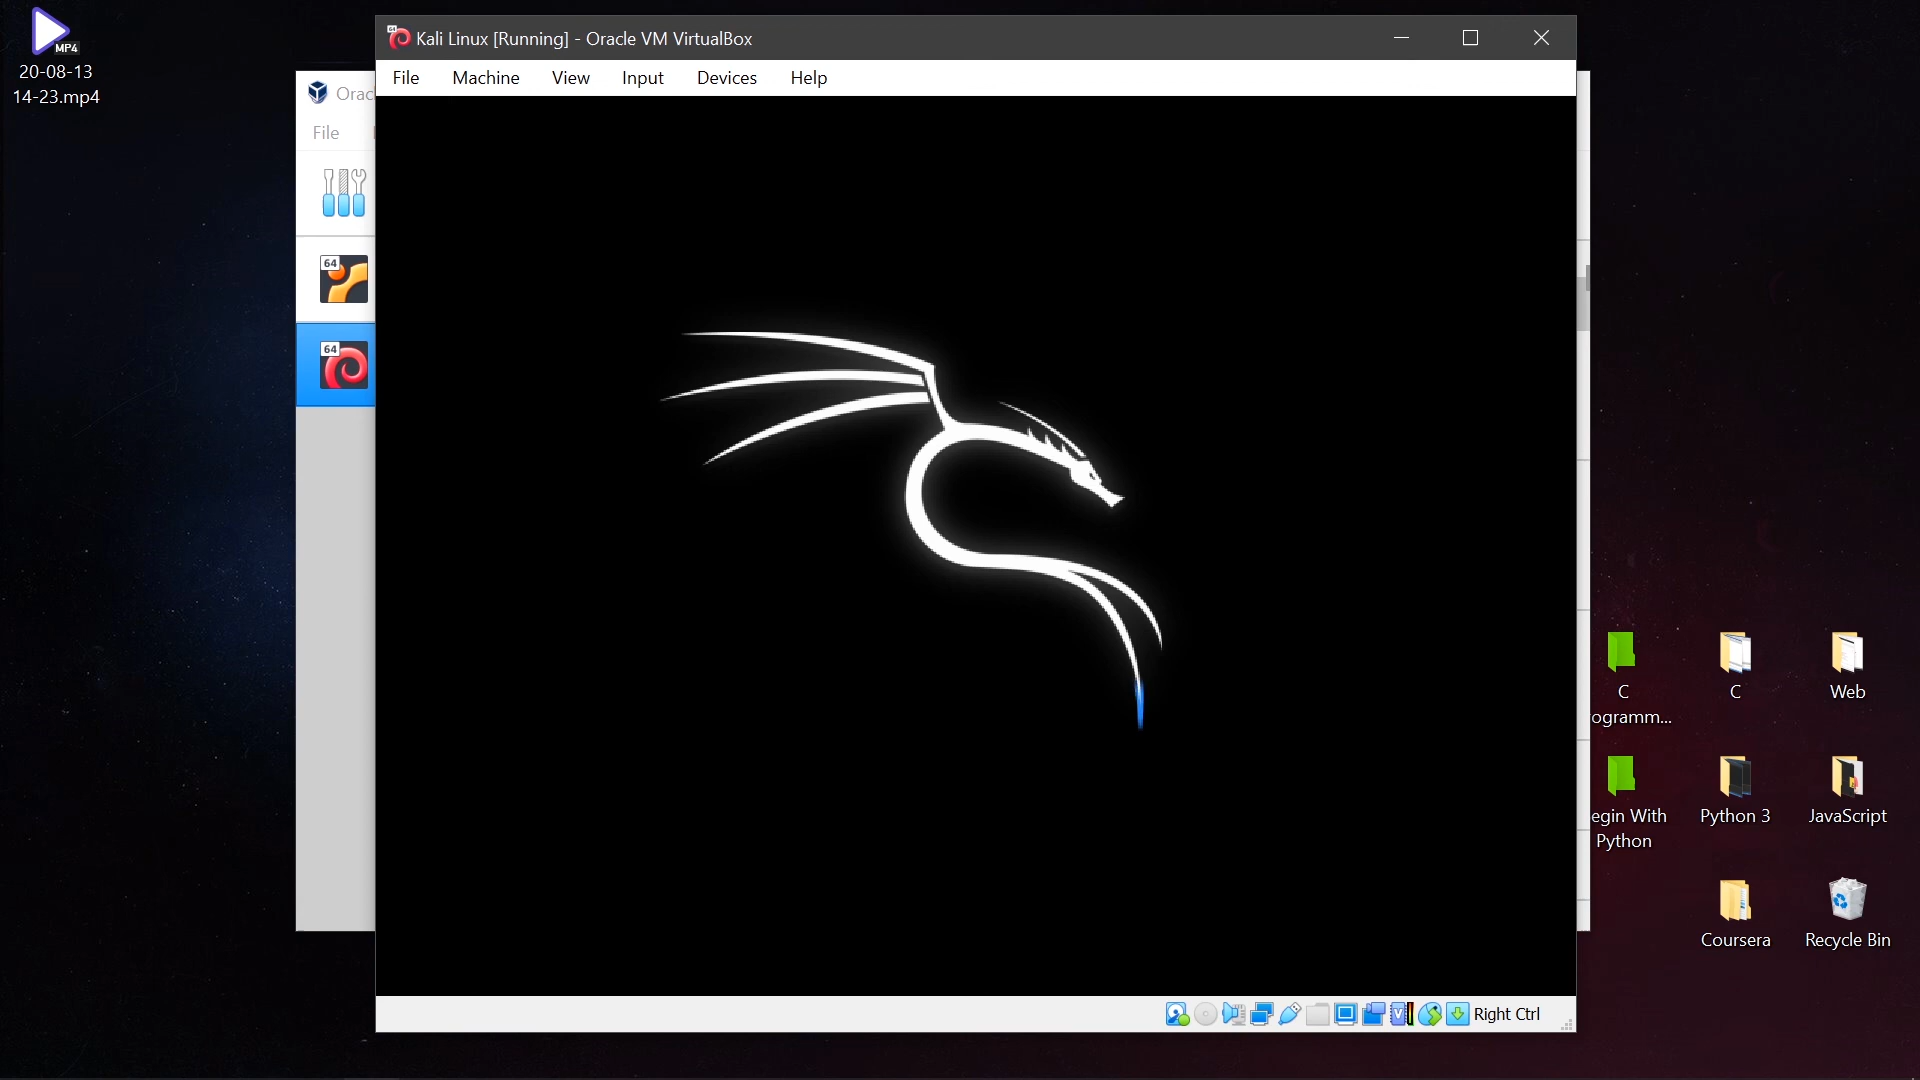 MP4
20-08-13
14-23.mp4
Kali Linux [Running] - Oracle VM VirtualBox
File Machine View Input Devices Help
Orac
File
64
64
64
C
ogramm...
C
Web
egin With
Python
Python 3
JavaScript
Coursera
Recycle Bin
V
Right Ctrl